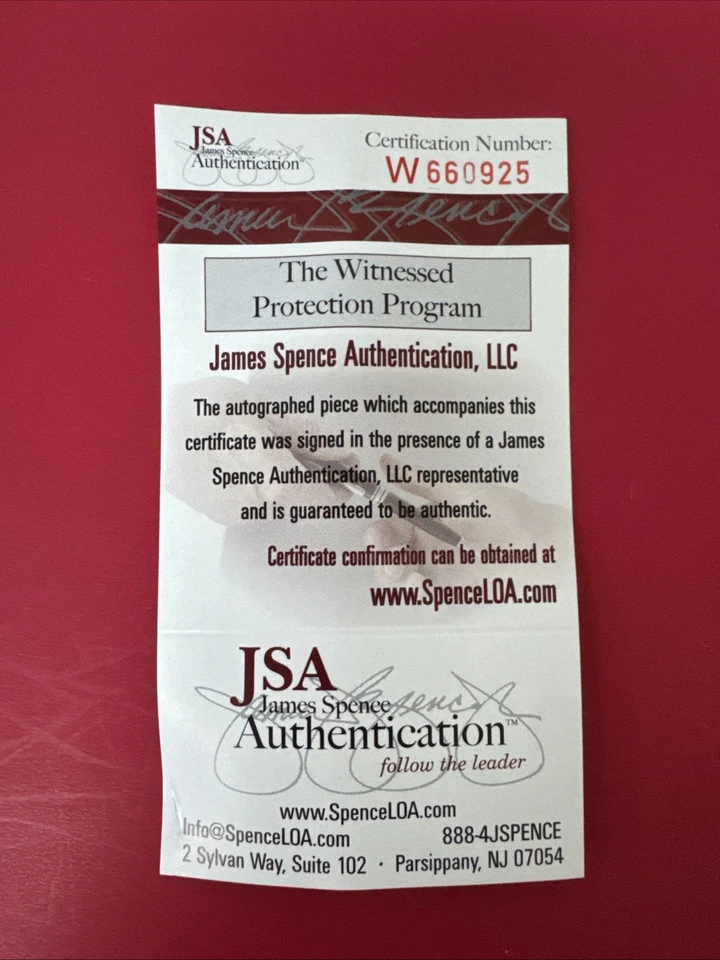 JSA
James Spence
Authentication
Certification Number:
W 660925
James Spence
The Witnessed
Protection Program
James Spence Authentication, LLC
The autographed piece which accompanies this
certificate was signed in the presence of a James
Spence Authentication, LLC representative
and is guaranteed to be authentic.
Certificate confirmation can be obtained at
www.SpenceLOA.com
JSA
James Spence
Authentication™
follow the leader
www.SpenceLOA.com
Info@SpenceLOA.com 888-4JSPENCE
2 Sylvan Way, Suite 102 · Parsippany, NJ 07054